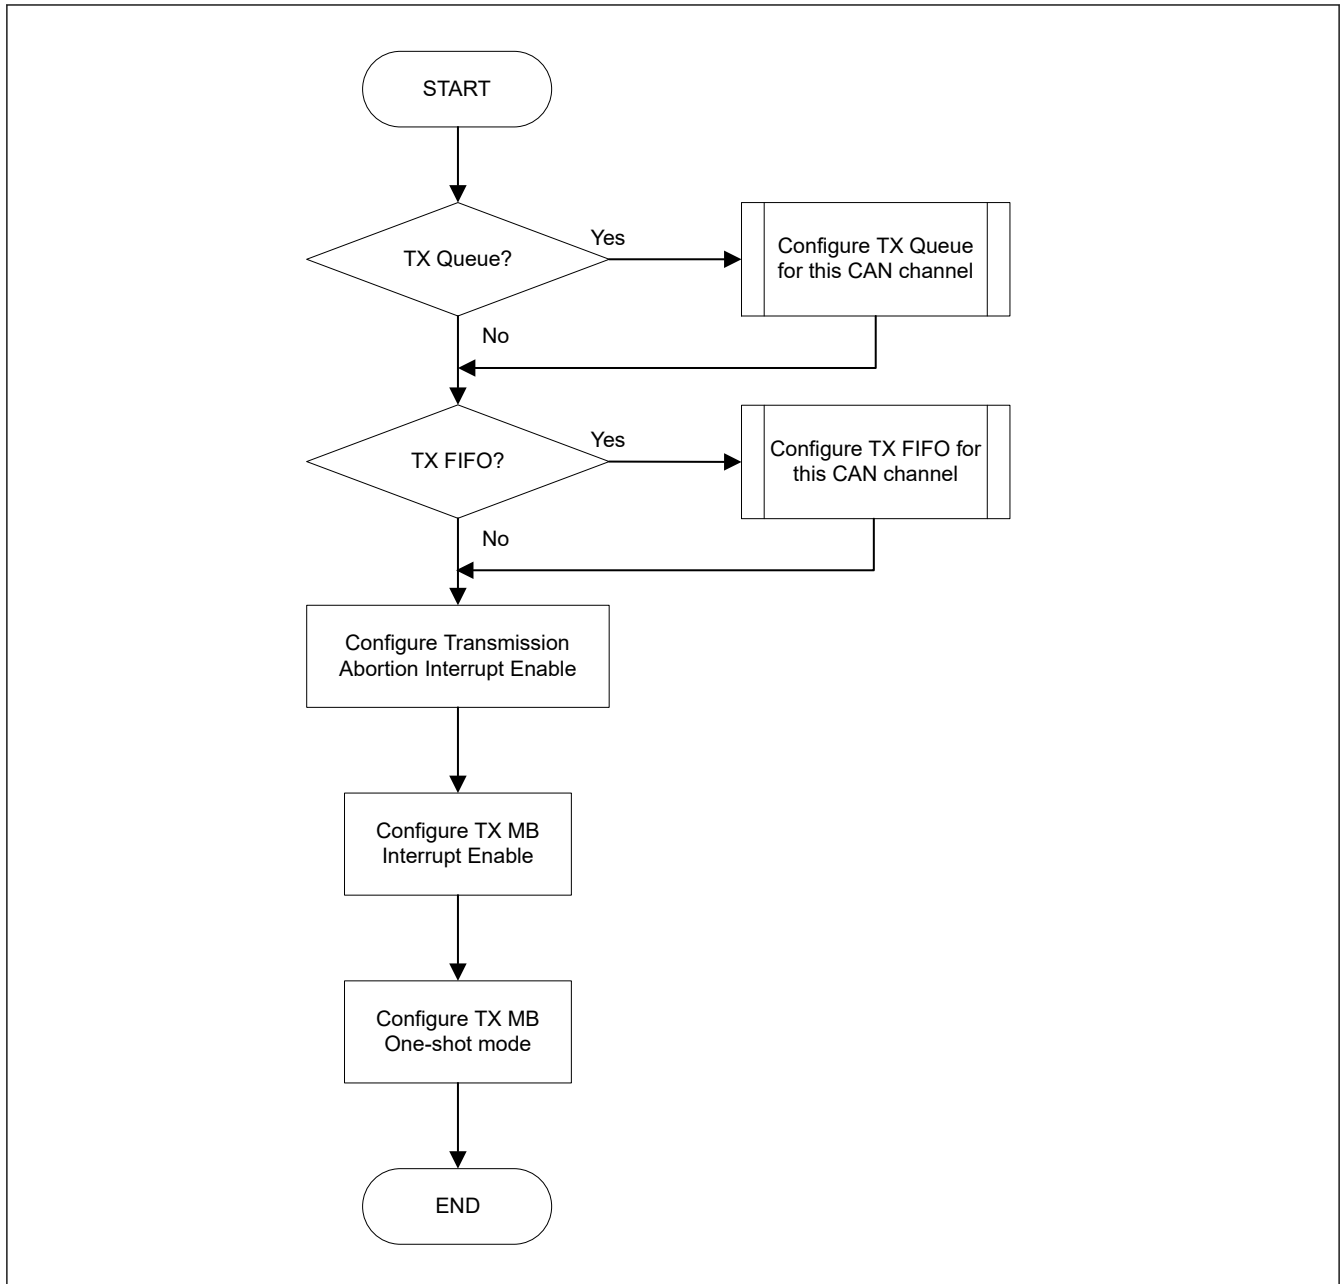 START
TX Queue?
Yes
Configure TX Queue
for this CAN channel
No
TX FIFO?
Yes
Configure TX FIFO for
this CAN channel
No
Configure Transmission
Abortion Interrupt Enable
Configure TX MB
Interrupt Enable
Configure TX MB
One-shot mode
END